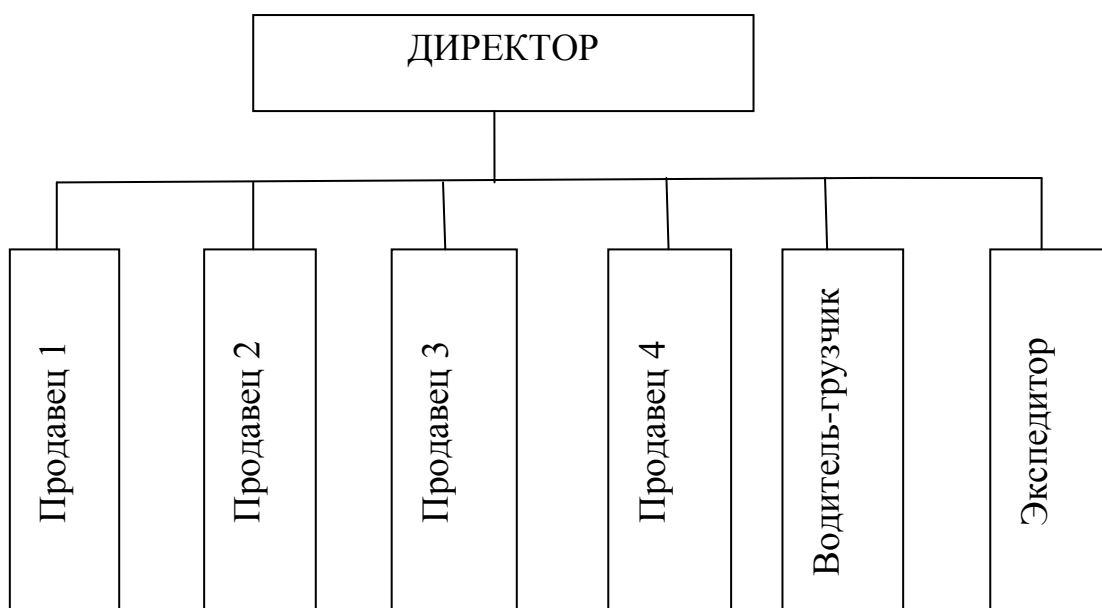 ДИРЕКТОР
Продавец 1
Продавец 2
Продавец 3
Продавец 4
Водитель-грузчик
Экспедитор